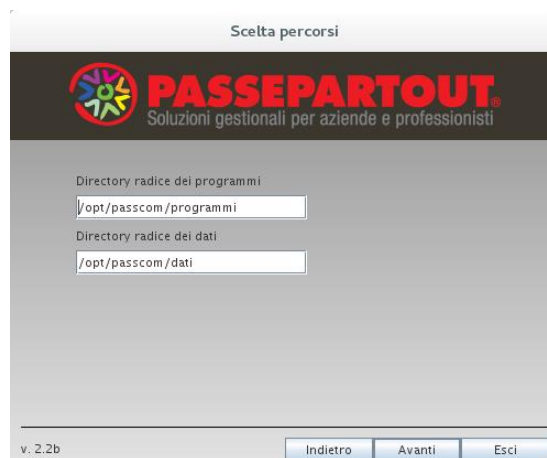 Scelta percorsi
PASSEPARTOUT®
Soluzioni gestionali per aziende e professionisti
Directory radice dei programmi
/opt/passcom/programmi
Directory radice dei dati
/opt/passcom/dati
v. 2.2b
Indietro
Avanti
Esci